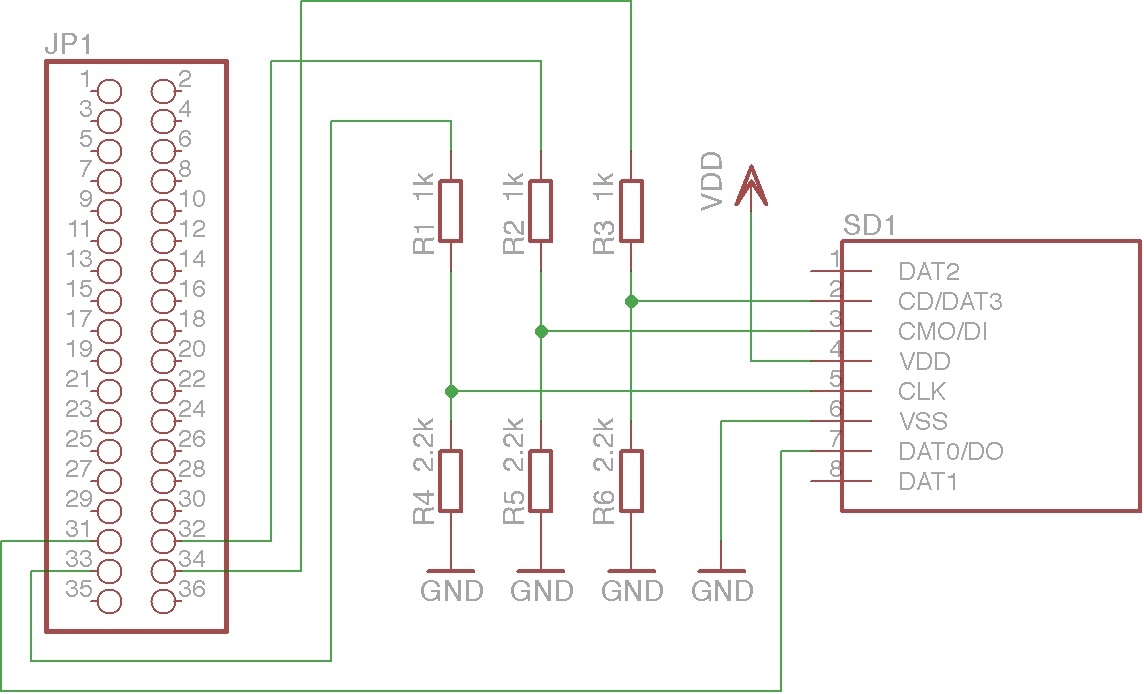 JP1
1 2
3 4
5 6
7 8
9 10
11 12
13 14
15 16
17 18
19 20
21 22
23 24
25 26
27 28
29 30
31 32
33 34
35 36
R1 1k
R2 1k
R3 1k
R4 2.2k
R5 2.2k
R6 2.2k
GND GND GND GND
VDD
SD1
1 DAT2
2 CD/DAT3
3 CMO/DI
4 VDD
5 CLK
6 VSS
7 DAT0/DO
8 DAT1